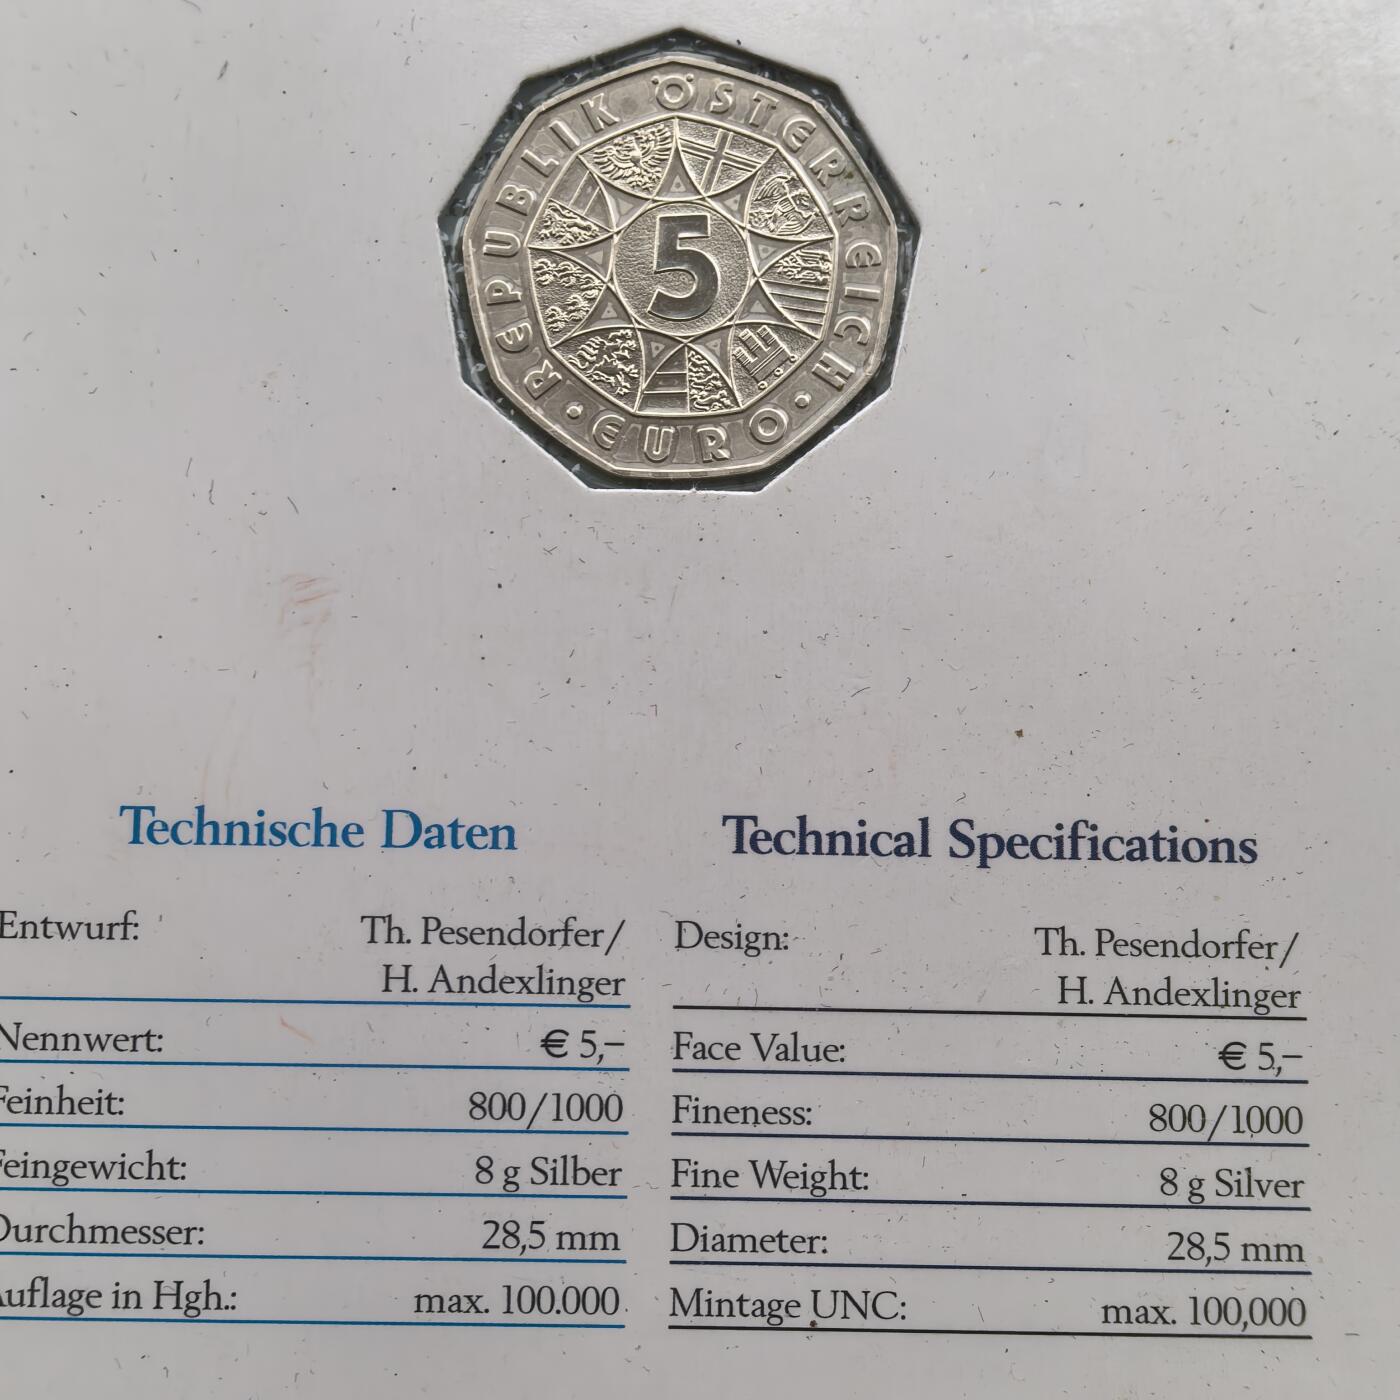 REPUBLIK ÖSTERREICH
5
• EURO •
Technische Daten
Entwurf: Th. Pesendorfer/
H. Andexlinger
Nennwert: € 5,–
Feinheit: 800/1000
Feingewicht: 8 g Silber
Durchmesser: 28,5 mm
Auflage in Hgh.: max. 100.000
Technical Specifications
Design: Th. Pesendorfer/
H. Andexlinger
Face Value: € 5,–
Fineness: 800/1000
Fine Weight: 8 g Silver
Diameter: 28,5 mm
Mintage UNC: max. 100,000